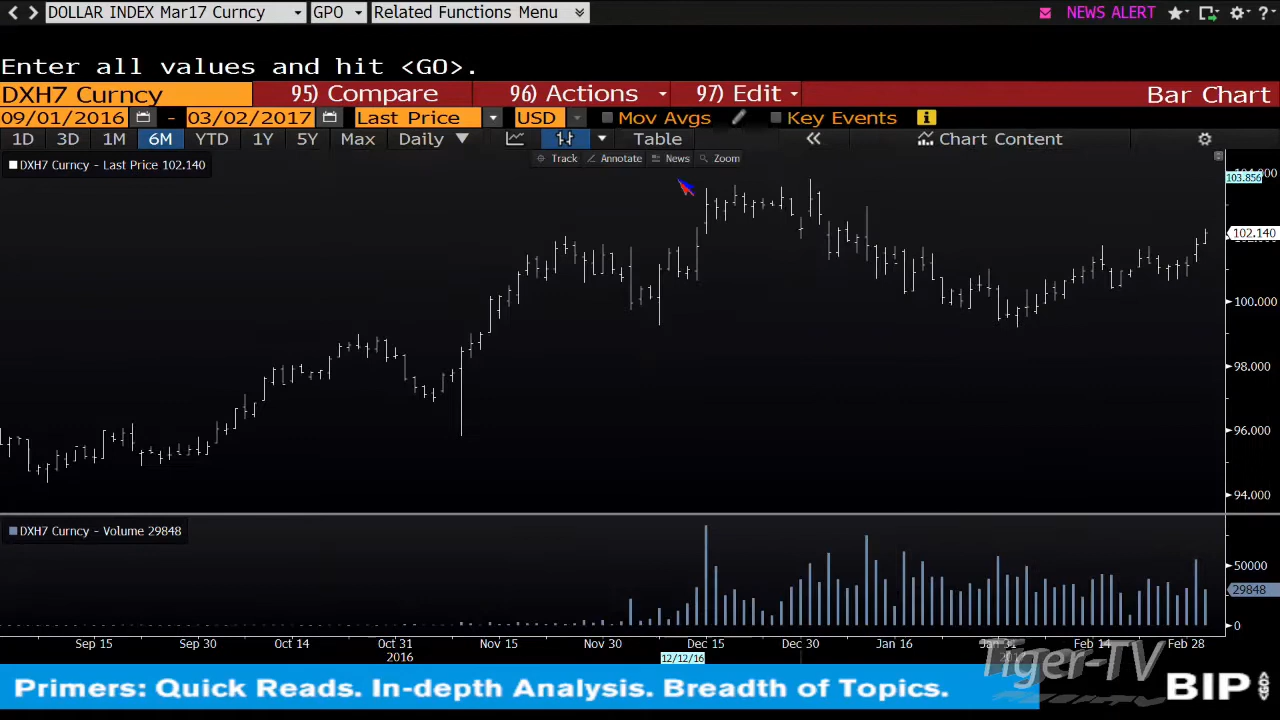 DOLLAR INDEX Mar17 Curncy GPO Related Functions Menu NEWS ALERT ?
Enter all values and hit <GO>.
DXH7 Curncy 95) Compare 96) Actions 97) Edit Bar Chart
09/01/2016 - 03/02/2017 Last Price USD Mov Avgs Key Events i
1D 3D 1M 6M YTD 1Y 5Y Max Daily Table Chart Content
Track Annotate News Zoom
DXH7 Curncy - Last Price 102.140
103.856
102.140
100.000
98.000
96.000
94.000
DXH7 Curncy - Volume 29848
50000
29848
0
Sep 15 Sep 30 Oct 14 Oct 31 Nov 15 Nov 30 Dec 15 Dec 30 Jan 16 Jan 31 Feb 14 Feb 28
2016 12/12/16
Tiger-TV
Primers: Quick Reads. In-depth Analysis. Breadth of Topics. BIP <GO>